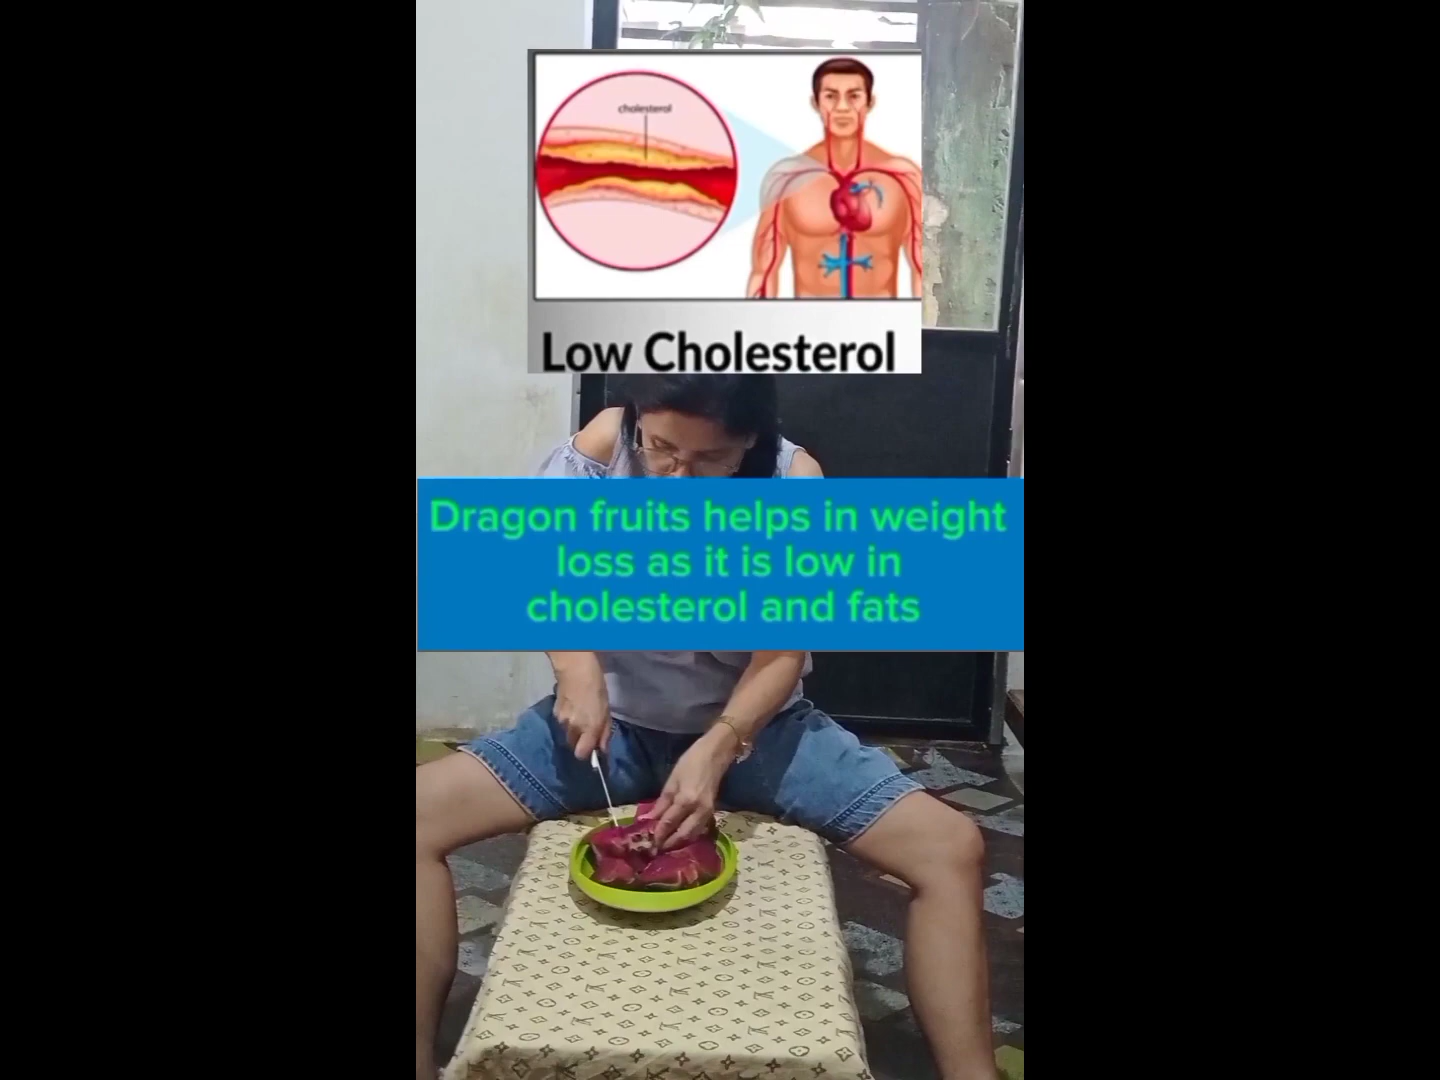 cholesterol
Low Cholesterol
Dragon fruits helps in weight
loss as it is low in
cholesterol and fats